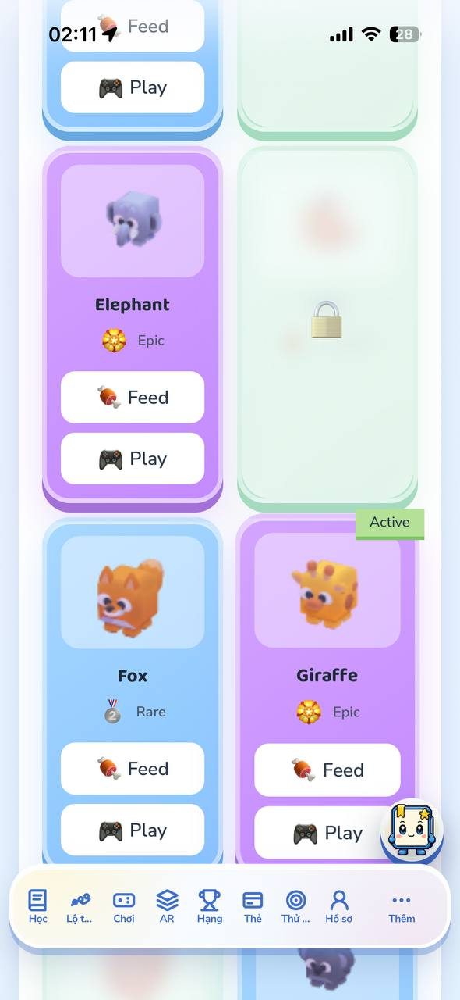 02:11
28
Feed
Play
Elephant
Epic
Feed
Play
Active
Fox
Rare
Feed
Play
Giraffe
Epic
Feed
Play
Học
Lộ t...
Chơi
AR
Hạng
Thẻ
Thử ...
Hồ sơ
Thêm